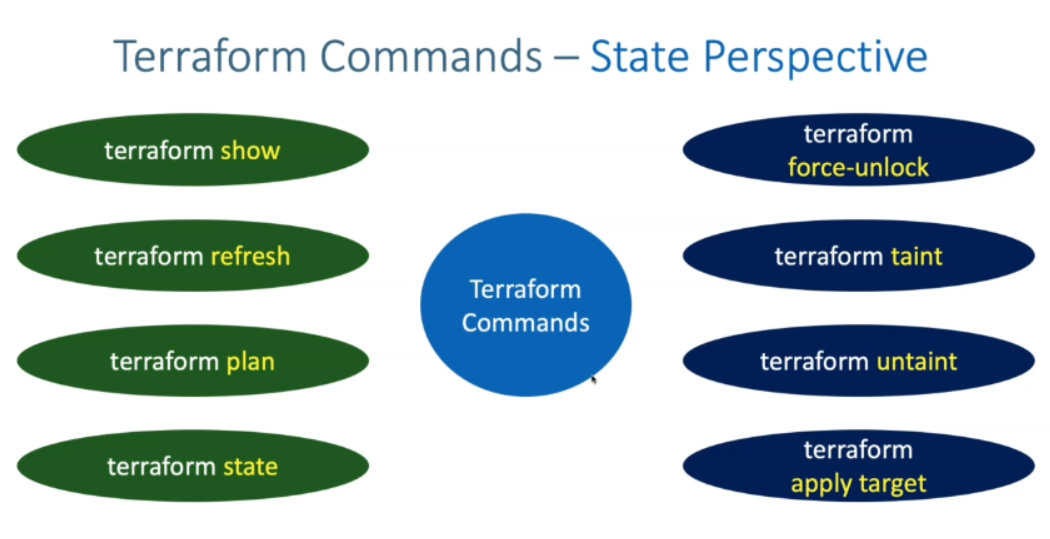 Terraform Commands – State Perspective
terraform show
terraform refresh
terraform plan
terraform state
Terraform
Commands
terraform
force-unlock
terraform taint
terraform untaint
terraform
apply target